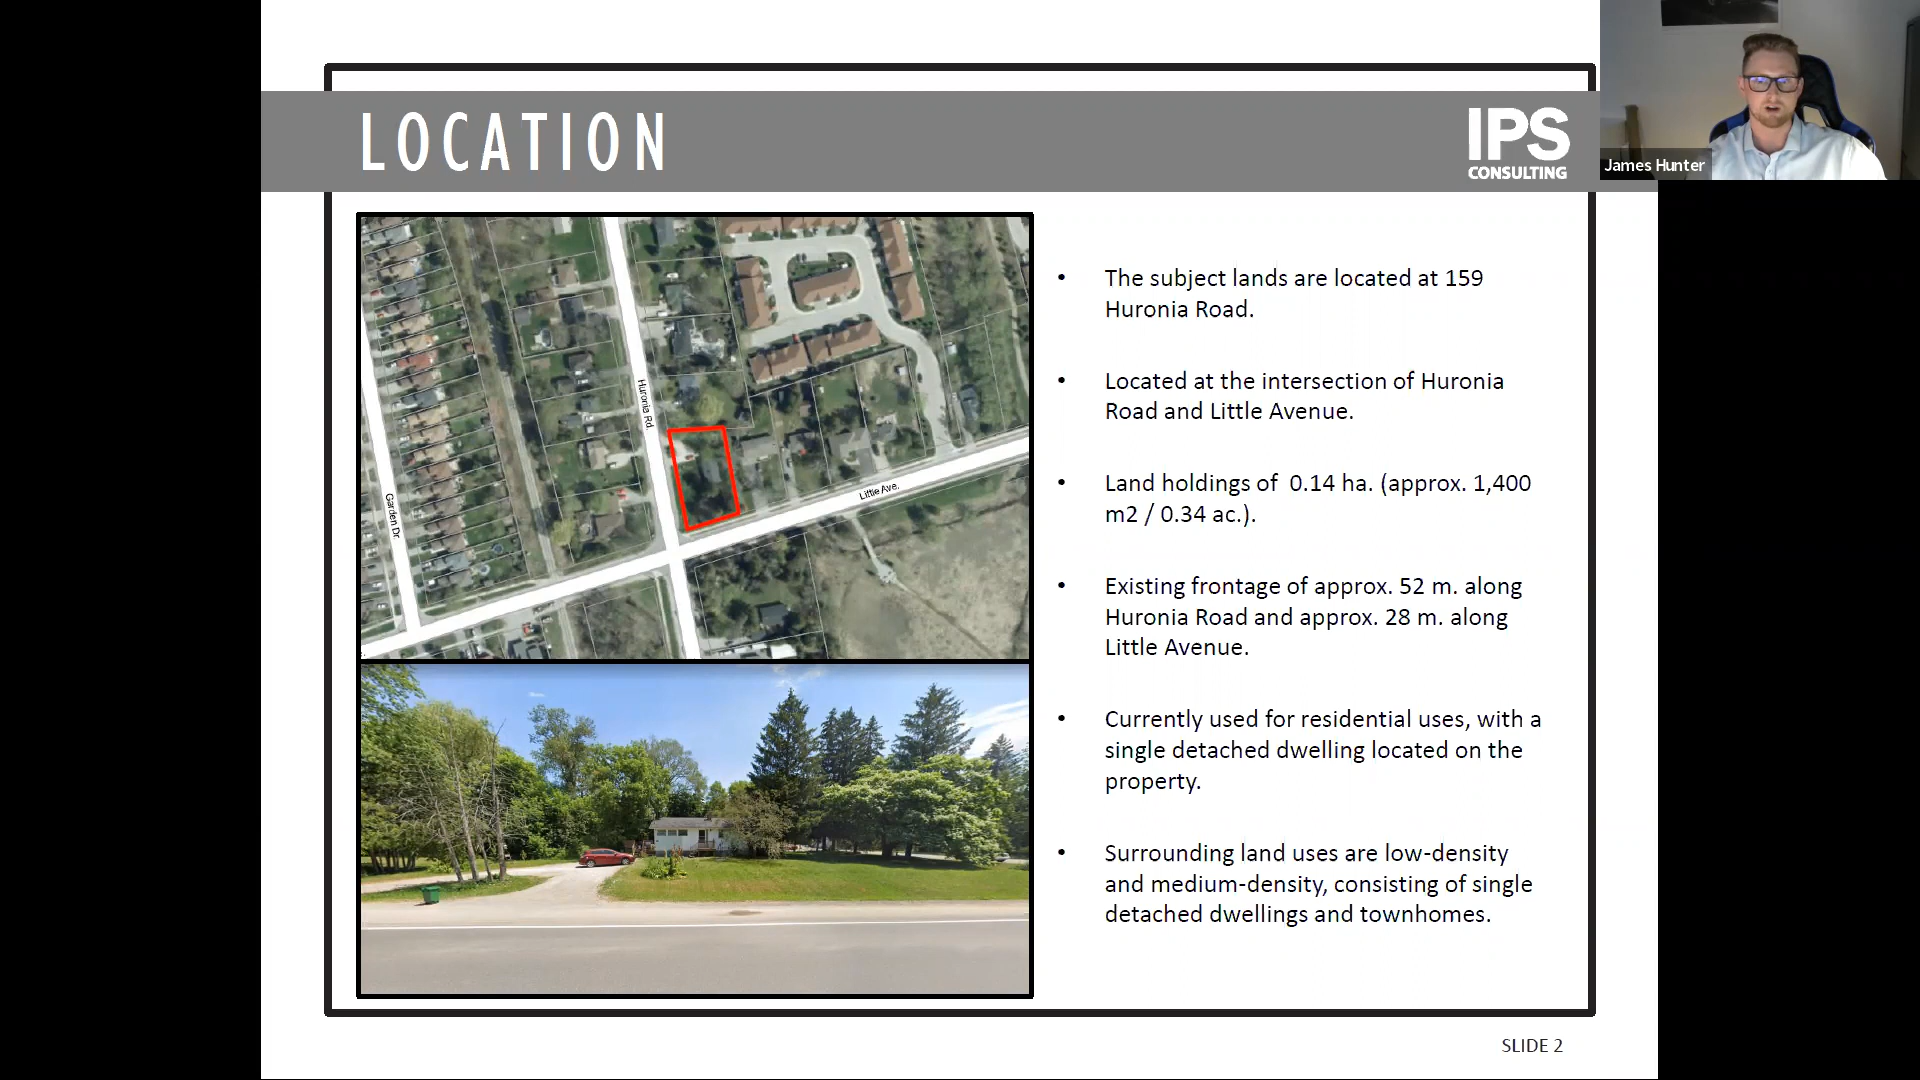 LOCATION
IPS
CONSULTING
James Hunter
Huronia Rd.
Garden Dr.
Little Ave.
• The subject lands are located at 159
Huronia Road.
• Located at the intersection of Huronia
Road and Little Avenue.
• Land holdings of  0.14 ha. (approx. 1,400
m2 / 0.34 ac.).
• Existing frontage of approx. 52 m. along
Huronia Road and approx. 28 m. along
Little Avenue.
• Currently used for residential uses, with a
single detached dwelling located on the
property.
• Surrounding land uses are low-density
and medium-density, consisting of single
detached dwellings and townhomes.
SLIDE 2